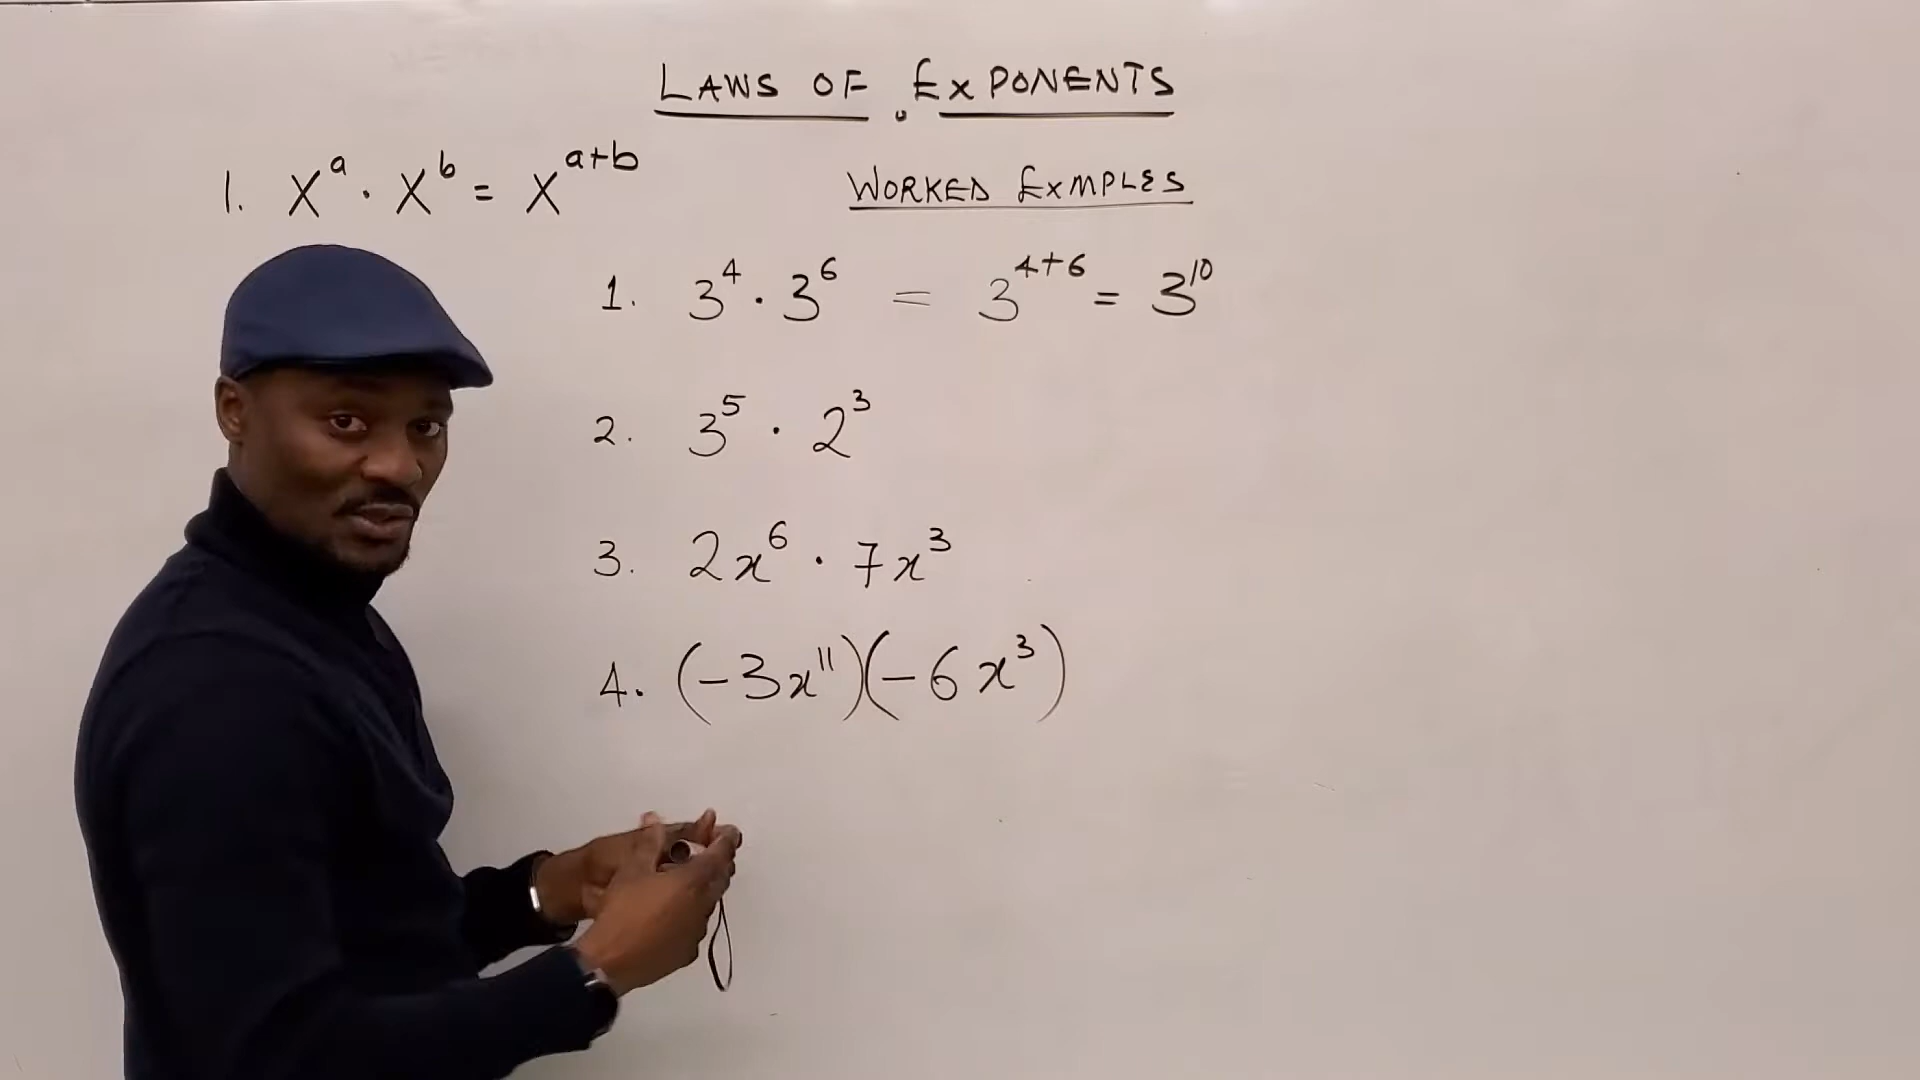 LAWS OF EXPONENTS
1. X^a · X^b = X^{a+b}
WORKED EXMPLES
1. 3^4 · 3^6 = 3^{4+6} = 3^{10}
2. 3^5 · 2^3
3. 2x^6 · 7x^3
4. (-3x^{11})(-6x^3)